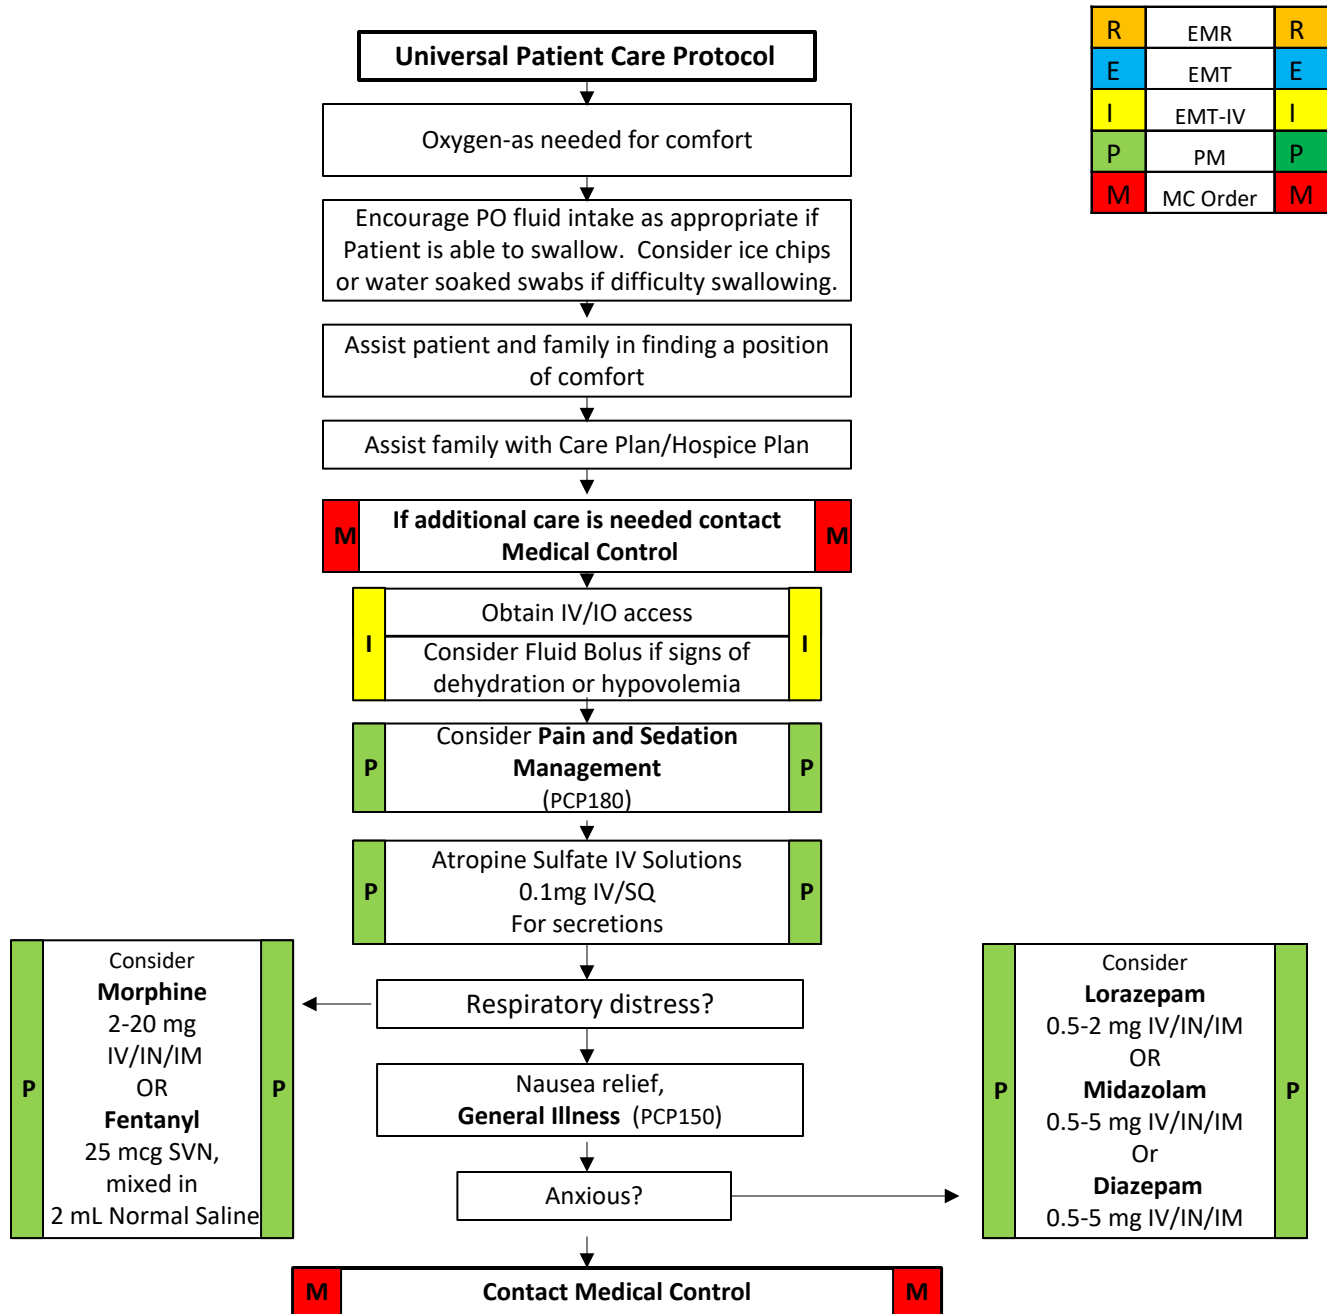 Universal Patient Care Protocol
R EMR R
E EMT E
I EMT-IV I
P PM P
M MC Order M
Oxygen-as needed for comfort
Encourage PO fluid intake as appropriate if
Patient is able to swallow.  Consider ice chips
or water soaked swabs if difficulty swallowing.
Assist patient and family in finding a position
of comfort
Assist family with Care Plan/Hospice Plan
M If additional care is needed contact M
Medical Control
Obtain IV/IO access
I I
Consider Fluid Bolus if signs of
dehydration or hypovolemia
Consider Pain and Sedation
P Management P
(PCP180)
Atropine Sulfate IV Solutions
P 0.1mg IV/SQ P
For secretions
Respiratory distress?
Consider
Morphine
2-20 mg
IV/IN/IM
P OR P
Fentanyl
25 mcg SVN,
mixed in
2 mL Normal Saline
Nausea relief,
General Illness  (PCP150)
Anxious?
Consider
Lorazepam
0.5-2 mg IV/IN/IM
OR
P Midazolam P
0.5-5 mg IV/IN/IM
Or
Diazepam
0.5-5 mg IV/IN/IM
M Contact Medical Control M